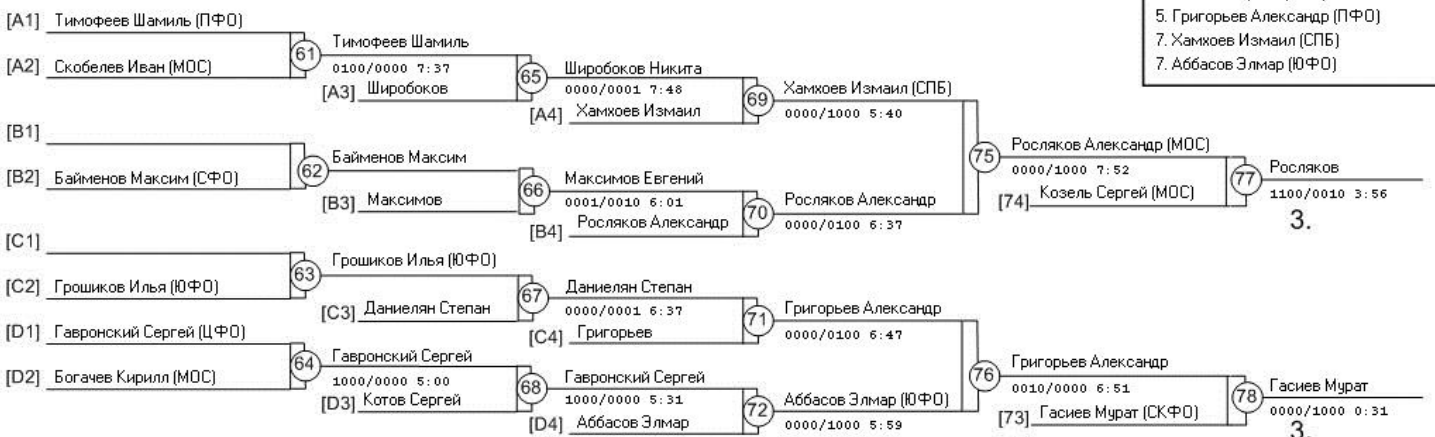 5. Григорьев Александр (ПФО)
7. Хамхоев Измаил (СПБ)
7. Аббасов Элмар (ЮФО)
[A1] Тимофеев Шамиль (ПФО)
[A2] Скобелев Иван (МОС)
61
Тимофеев Шамиль
0100/0000 7:37
[A3] Широбоков
65
Широбоков Никита
0000/0001 7:48
[A4] Хамхоев Измаил
69
Хамхоев Измаил (СПБ)
0000/1000 5:40
[B1]
[B2] Байменов Максим (СФО)
62
Байменов Максим
[B3] Максимов
66
Максимов Евгений
0001/0010 6:01
[B4] Росляков Александр
70
Росляков Александр
0000/0100 6:37
75
Росляков Александр (МОС)
0000/1000 7:52
[74] Козель Сергей (МОС)
77
Росляков
1100/0010 3:56
3.
[C1]
[C2] Грошиков Илья (ЮФО)
63
Грошиков Илья (ЮФО)
[C3] Даниелян Степан
67
Даниелян Степан
0000/0001 6:37
[C4] Григорьев
71
Григорьев Александр
0000/0100 6:47
[D1] Гавронский Сергей (ЦФО)
[D2] Богачев Кирилл (МОС)
64
Гавронский Сергей
1000/0000 5:00
[D3] Котов Сергей
68
Гавронский Сергей
1000/0000 5:31
[D4] Аббасов Элмар
72
Аббасов Элмар (ЮФО)
0000/1000 5:59
76
Григорьев Александр
0010/0000 6:51
[73] Гасиев Мурат (СКФО)
78
Гасиев Мурат
0000/1000 0:31
3.